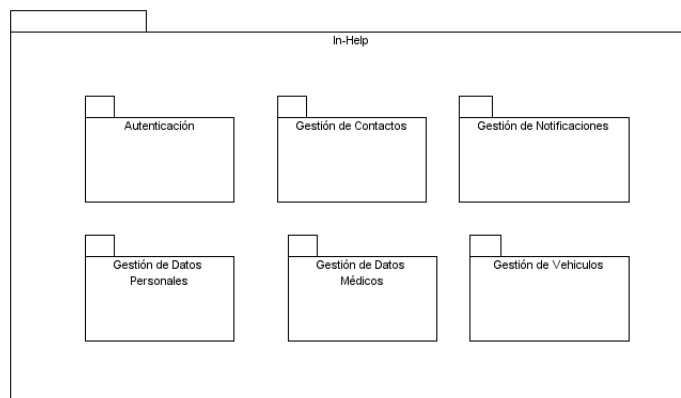 In-Help
Autenticación
Gestión de Contactos
Gestión de Notificaciones
Gestión de Datos
Personales
Gestión de Datos
Médicos
Gestión de Vehiculos